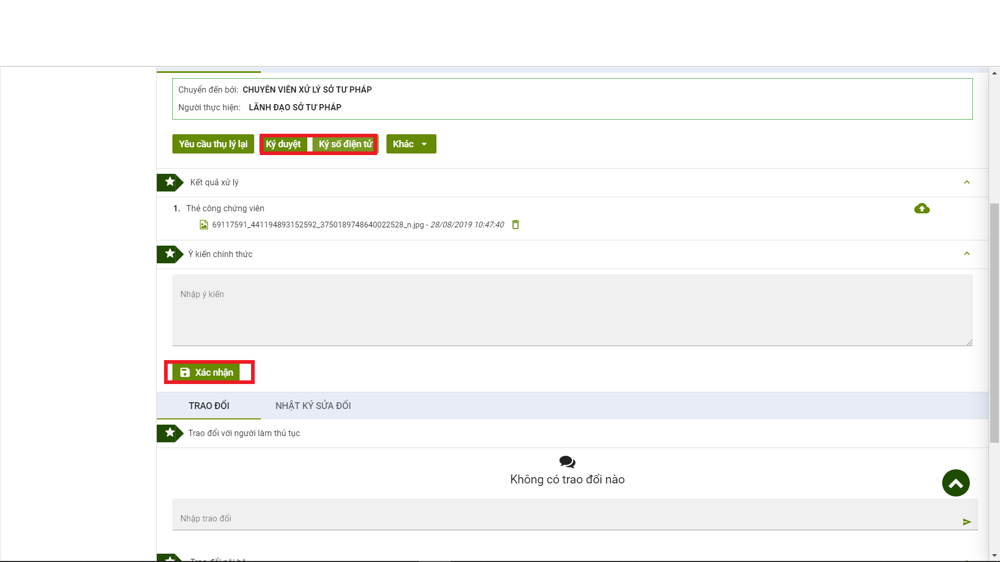 Chuyển đến bởi: CHUYÊN VIÊN XỬ LÝ SỞ TƯ PHÁP
Người thực hiện: LÃNH ĐẠO SỞ TƯ PHÁP
Yêu cầu thụ lý lại Ký duyệt Ký số điện tử Khác
Kết quả xử lý
1. Thẻ công chứng viên
69117591_441194893152592_3750189748640022528_n.jpg - 28/08/2019 10:47:40
Ý kiến chính thức
Nhập ý kiến
Xác nhận
TRAO ĐỔI NHẬT KÝ SỬA ĐỔI
Trao đổi với người làm thủ tục
Không có trao đổi nào
Nhập trao đổi